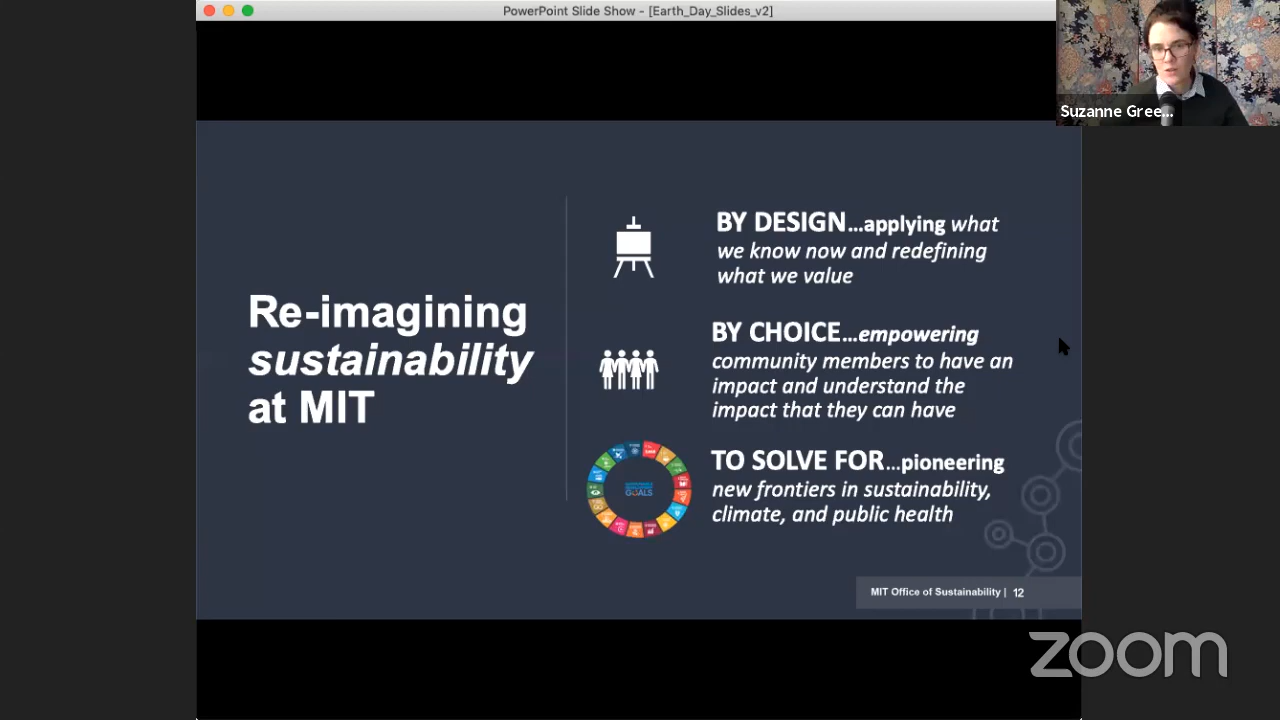 PowerPoint Slide Show - [Earth_Day_Slides_v2]
Suzanne Gree...
Re-imagining
sustainability
at MIT
BY DESIGN...applying what
we know now and redefining
what we value
BY CHOICE...empowering
community members to have an
impact and understand the
impact that they can have
TO SOLVE FOR...pioneering
new frontiers in sustainability,
climate, and public health
GOALS
MIT Office of Sustainability | 12
zoom